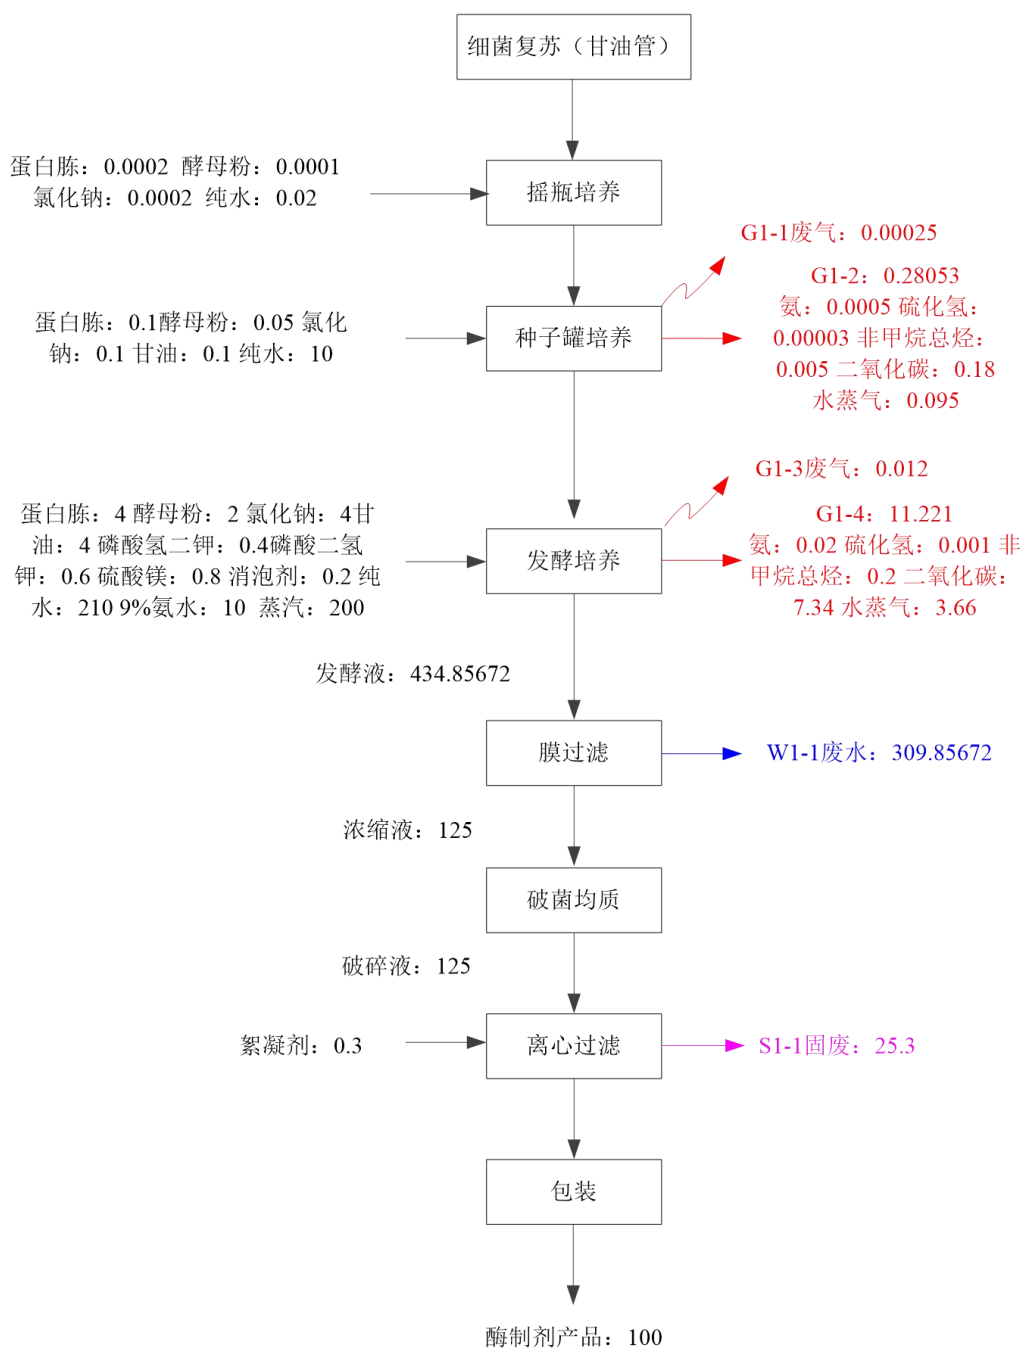 细菌复苏（甘油管）
蛋白胨：0.0002 酵母粉：0.0001
氯化钠：0.0002 纯水：0.02
摇瓶培养
G1-1废气：0.00025
G1-2：0.28053
氨：0.0005 硫化氢：
0.00003 非甲烷总烃：
0.005 二氧化碳：0.18
水蒸气：0.095
蛋白胨：0.1酵母粉：0.05 氯化
钠：0.1 甘油：0.1 纯水：10
种子罐培养
G1-3废气：0.012
G1-4：11.221
氨：0.02 硫化氢：0.001 非
甲烷总烃：0.2 二氧化碳：
7.34 水蒸气：3.66
蛋白胨：4 酵母粉：2 氯化钠：4甘
油：4 磷酸氢二钾：0.4磷酸二氢
钾：0.6 硫酸镁：0.8 消泡剂：0.2 纯
水：210 9%氨水：10 蒸汽：200
发酵培养
发酵液：434.85672
膜过滤
W1-1废水：309.85672
浓缩液：125
破菌均质
破碎液：125
絮凝剂：0.3
离心过滤
S1-1固废：25.3
包装
酶制剂产品：100